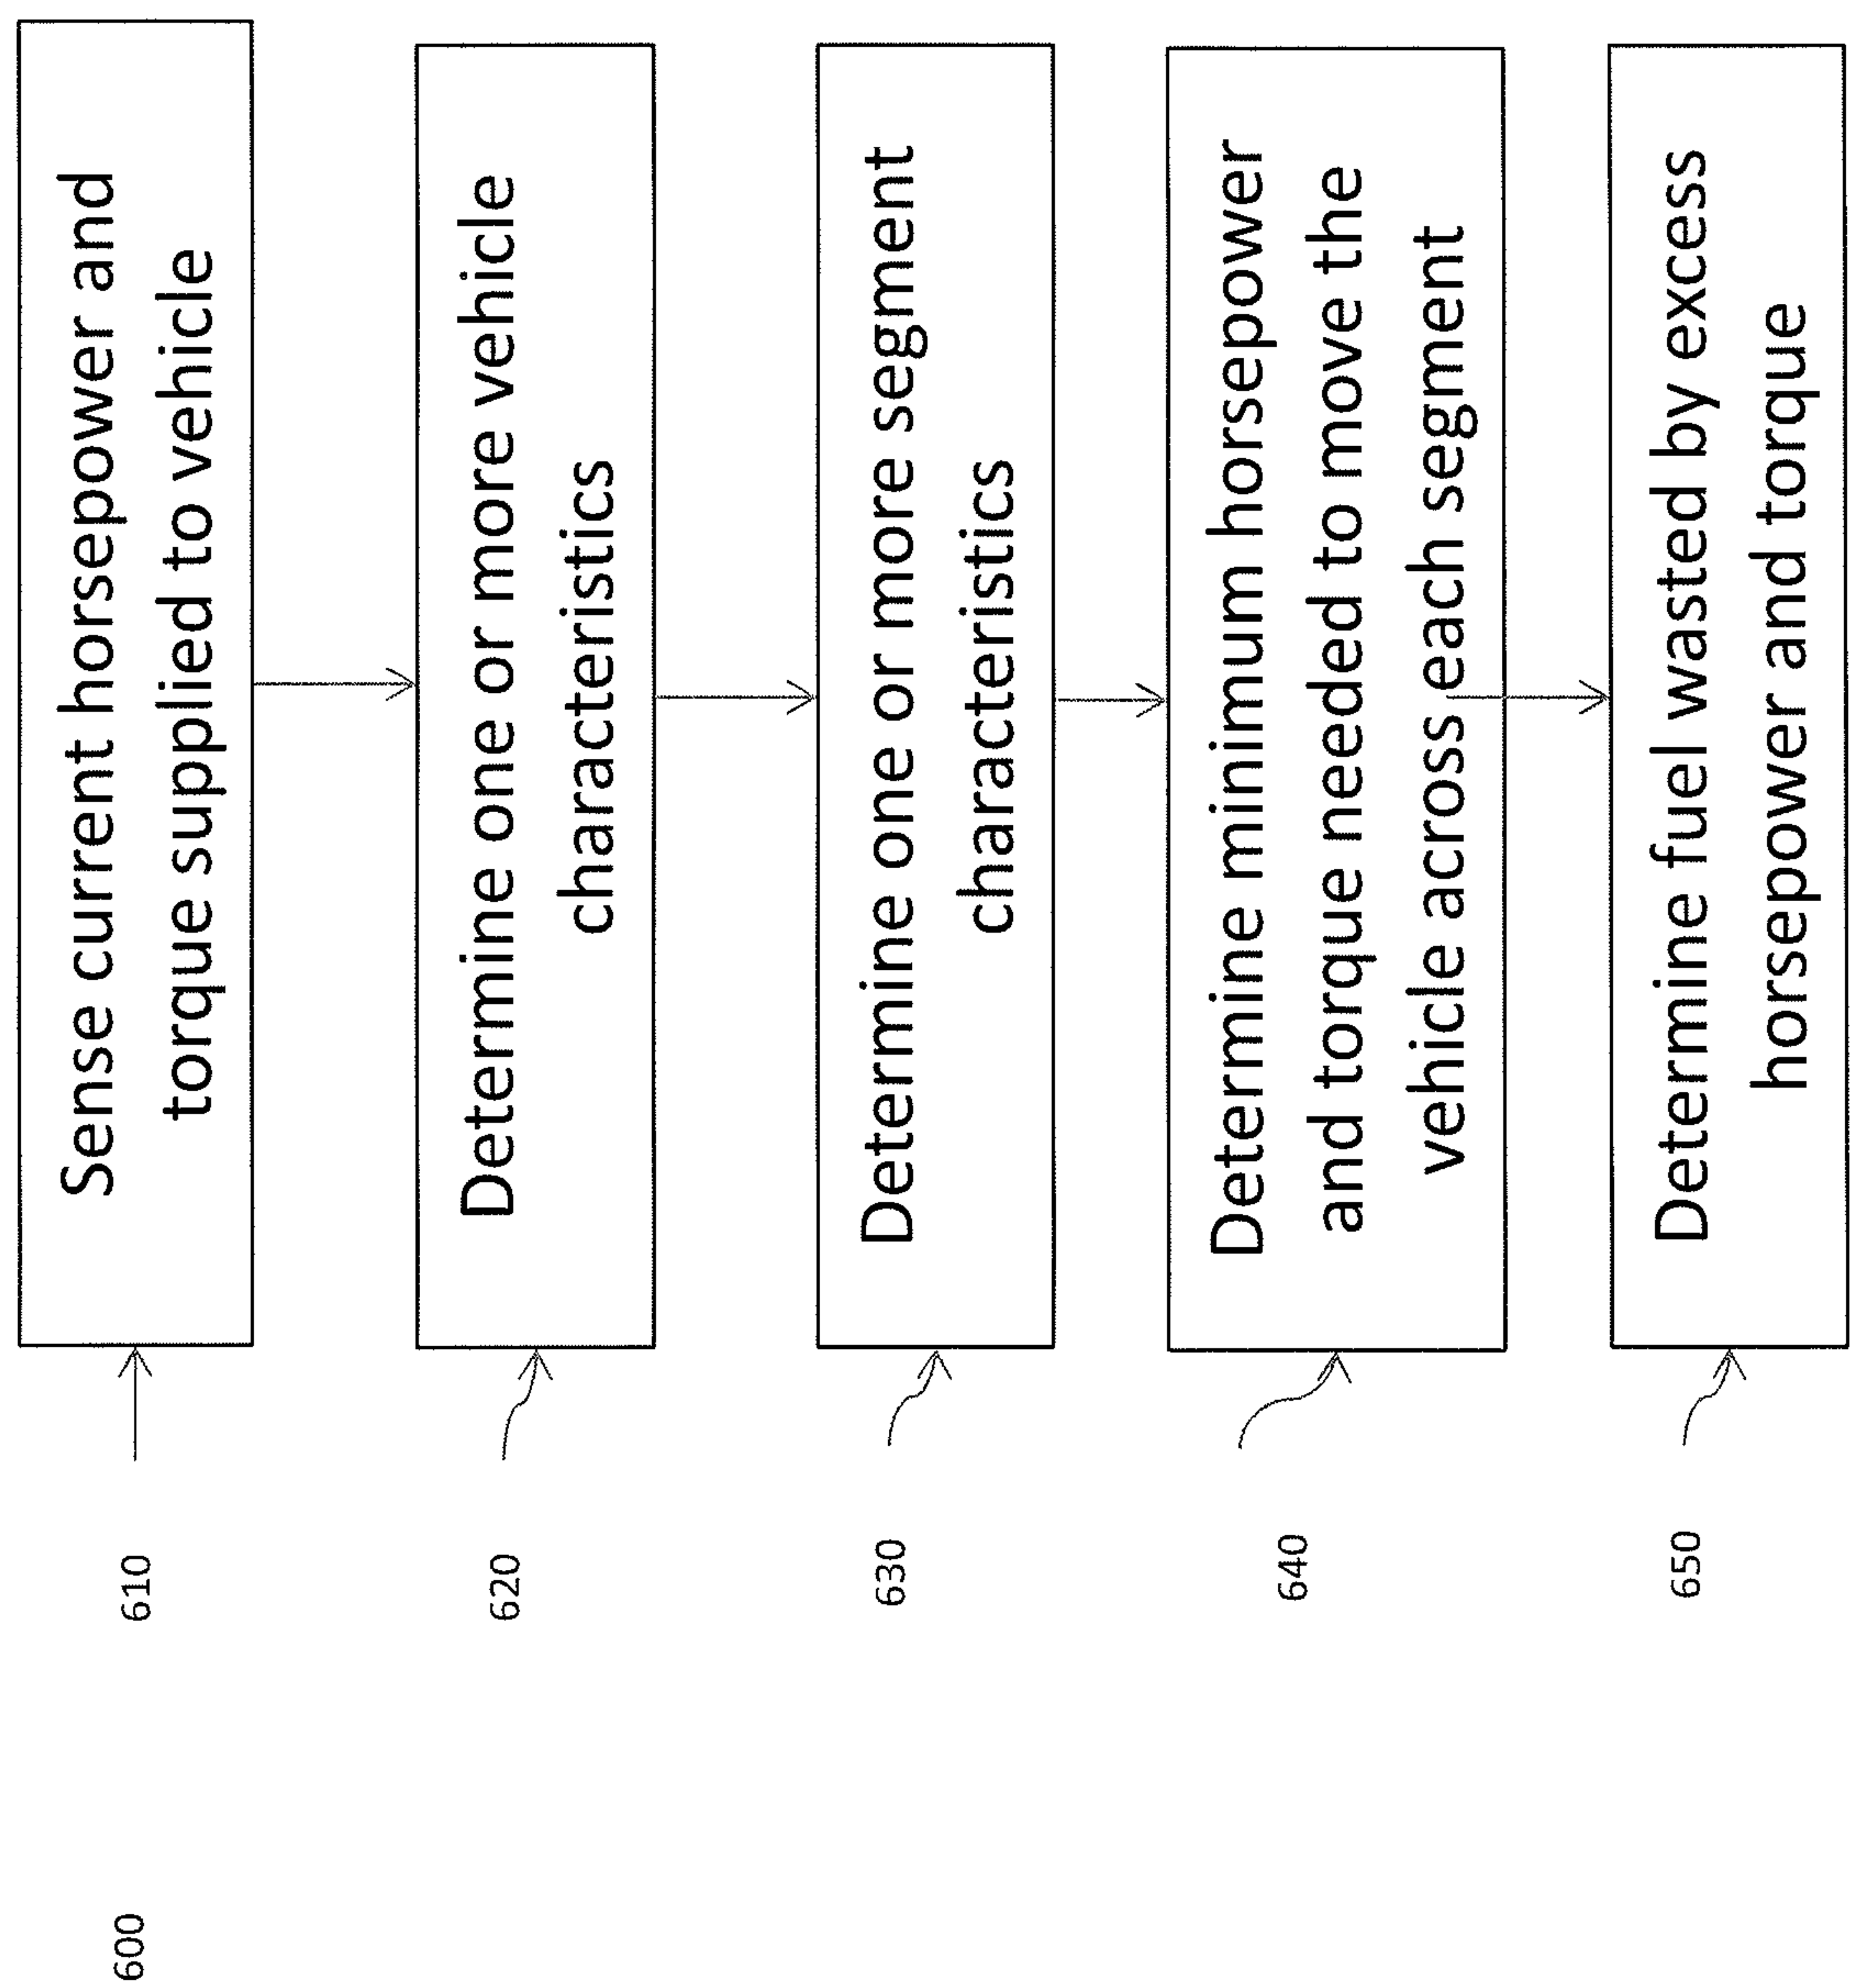 600
610
Sense current horsepower and
torque supplied to vehicle
620
Determine one or more vehicle
characteristics
630
Determine one or more segment
characteristics
640
Determine minimum horsepower
and torque needed to move the
vehicle across each segment
650
Determine fuel wasted by excess
horsepower and torque